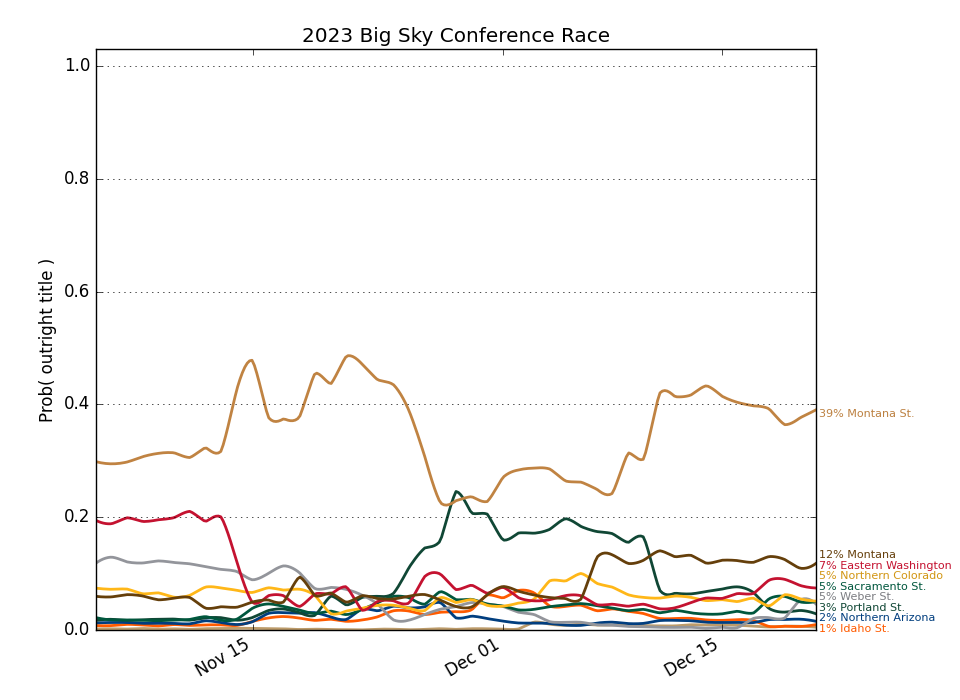 2023 Big Sky Conference Race
Prob( outright title )
1.0
0.8
0.6
0.4
0.2
0.0
Nov 15
Dec 01
Dec 15
39% Montana St.
12% Montana
7% Eastern Washington
5% Northern Colorado
5% Sacramento St.
5% Weber St.
3% Portland St.
2% Northern Arizona
1% Idaho St.